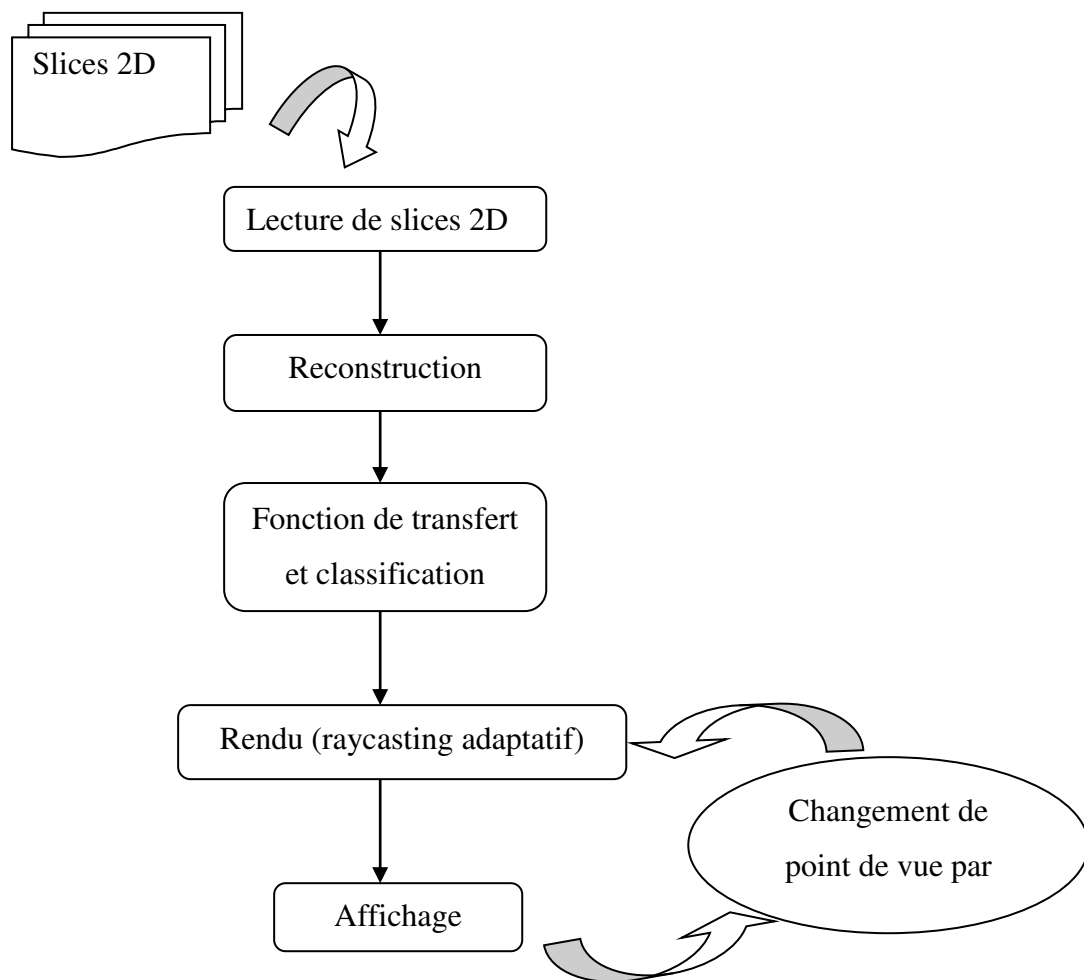 Slices 2D
Lecture de slices 2D
Reconstruction
Fonction de transfert
et classification
Rendu (raycasting adaptatif)
Changement de
point de vue par
Affichage